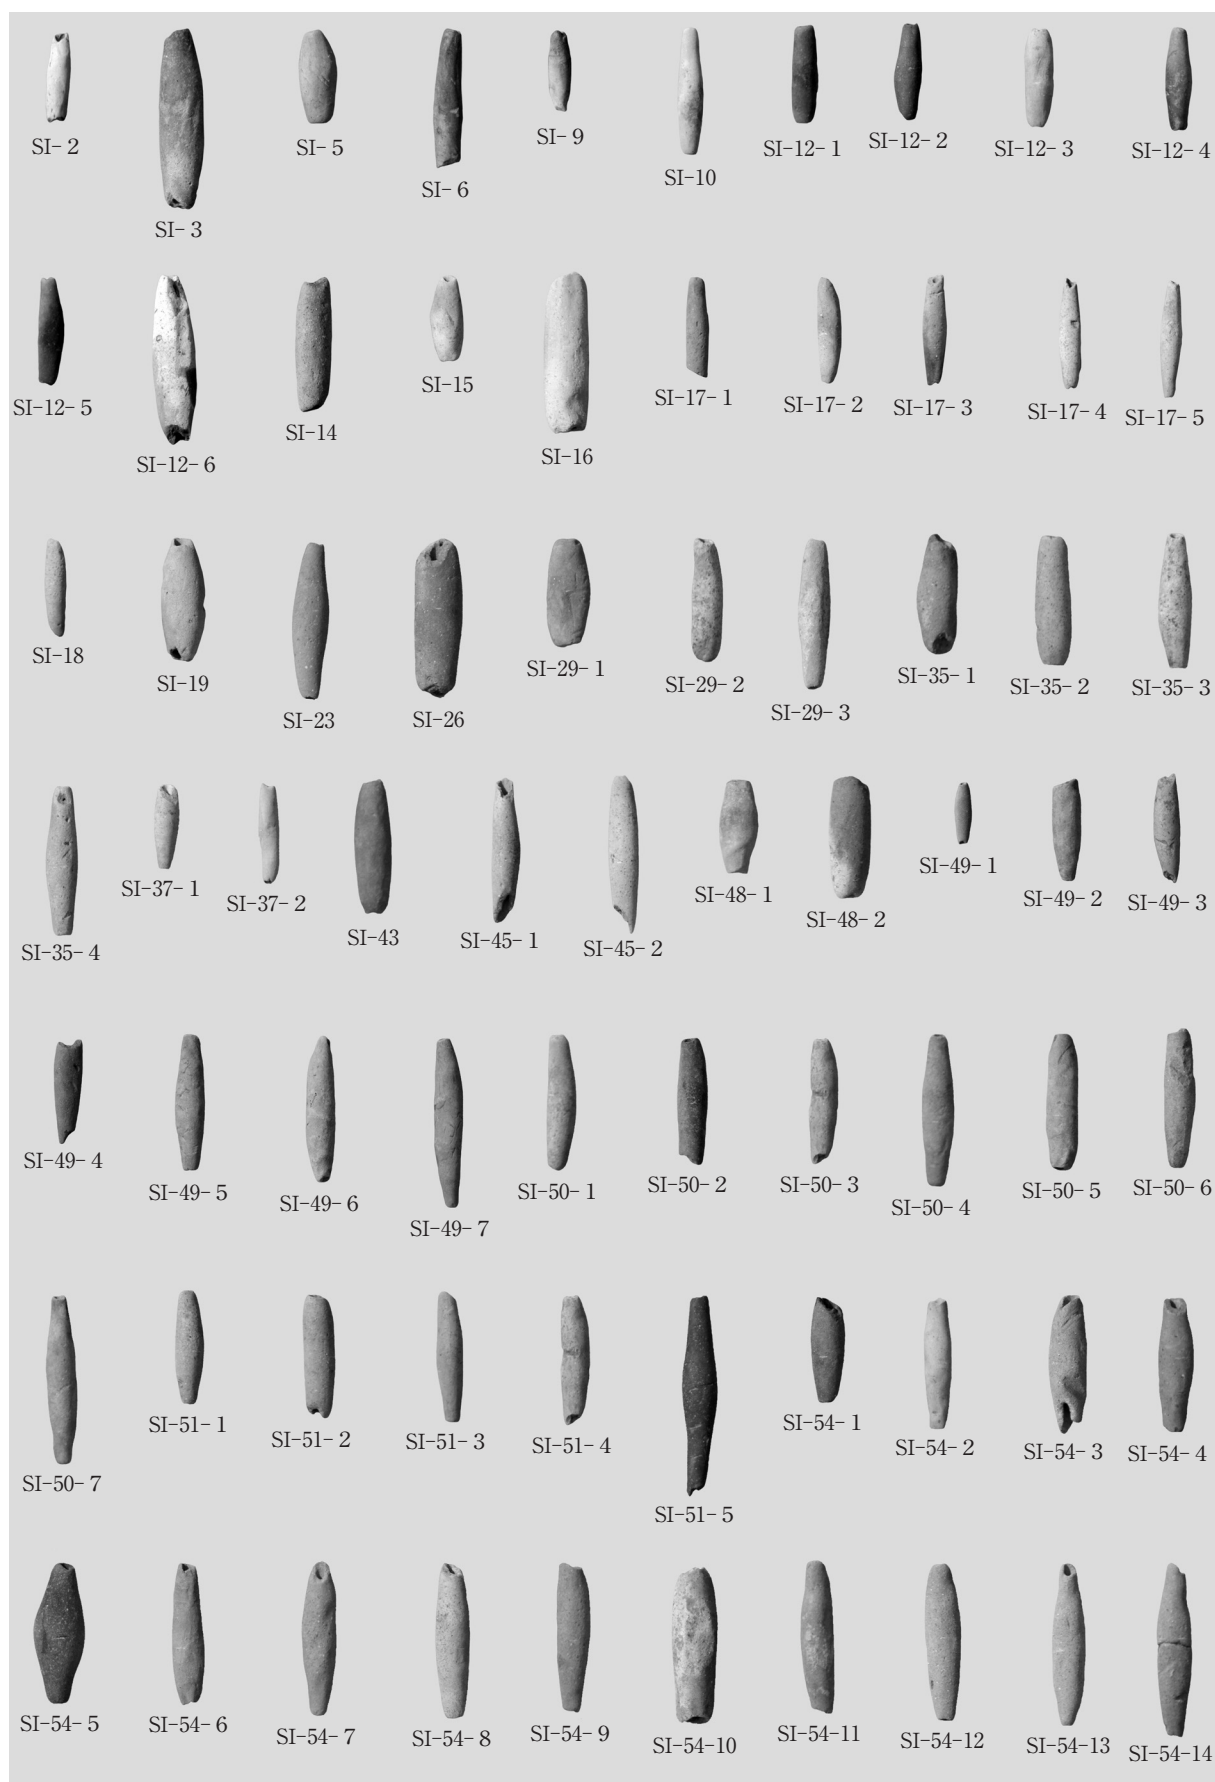 SI- 2
SI- 3
SI- 5
SI- 6
SI- 9
SI-10
SI-12- 1
SI-12- 2
SI-12- 3
SI-12- 4
SI-12- 5
SI-12- 6
SI-14
SI-15
SI-16
SI-17- 1
SI-17- 2
SI-17- 3
SI-17- 4
SI-17- 5
SI-18
SI-19
SI-23
SI-26
SI-29- 1
SI-29- 2
SI-29- 3
SI-35- 1
SI-35- 2
SI-35- 3
SI-35- 4
SI-37- 1
SI-37- 2
SI-43
SI-45- 1
SI-45- 2
SI-48- 1
SI-48- 2
SI-49- 1
SI-49- 2
SI-49- 3
SI-49- 4
SI-49- 5
SI-49- 6
SI-49- 7
SI-50- 1
SI-50- 2
SI-50- 3
SI-50- 4
SI-50- 5
SI-50- 6
SI-50- 7
SI-51- 1
SI-51- 2
SI-51- 3
SI-51- 4
SI-51- 5
SI-54- 1
SI-54- 2
SI-54- 3
SI-54- 4
SI-54- 5
SI-54- 6
SI-54- 7
SI-54- 8
SI-54- 9
SI-54-10
SI-54-11
SI-54-12
SI-54-13
SI-54-14